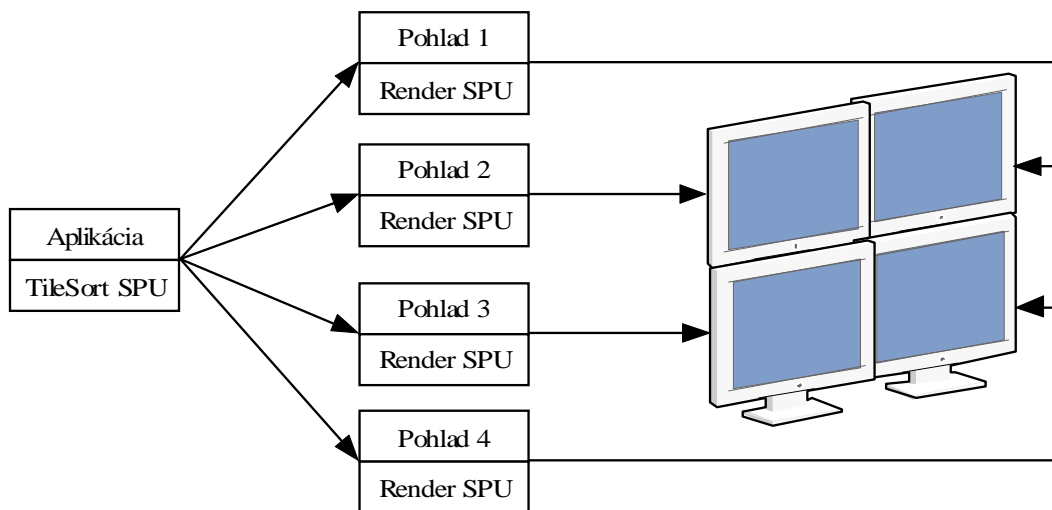 Pohlad 1
Render SPU
Pohlad 2
Render SPU
Aplikácia
TileSort SPU
Pohlad 3
Render SPU
Pohlad 4
Render SPU